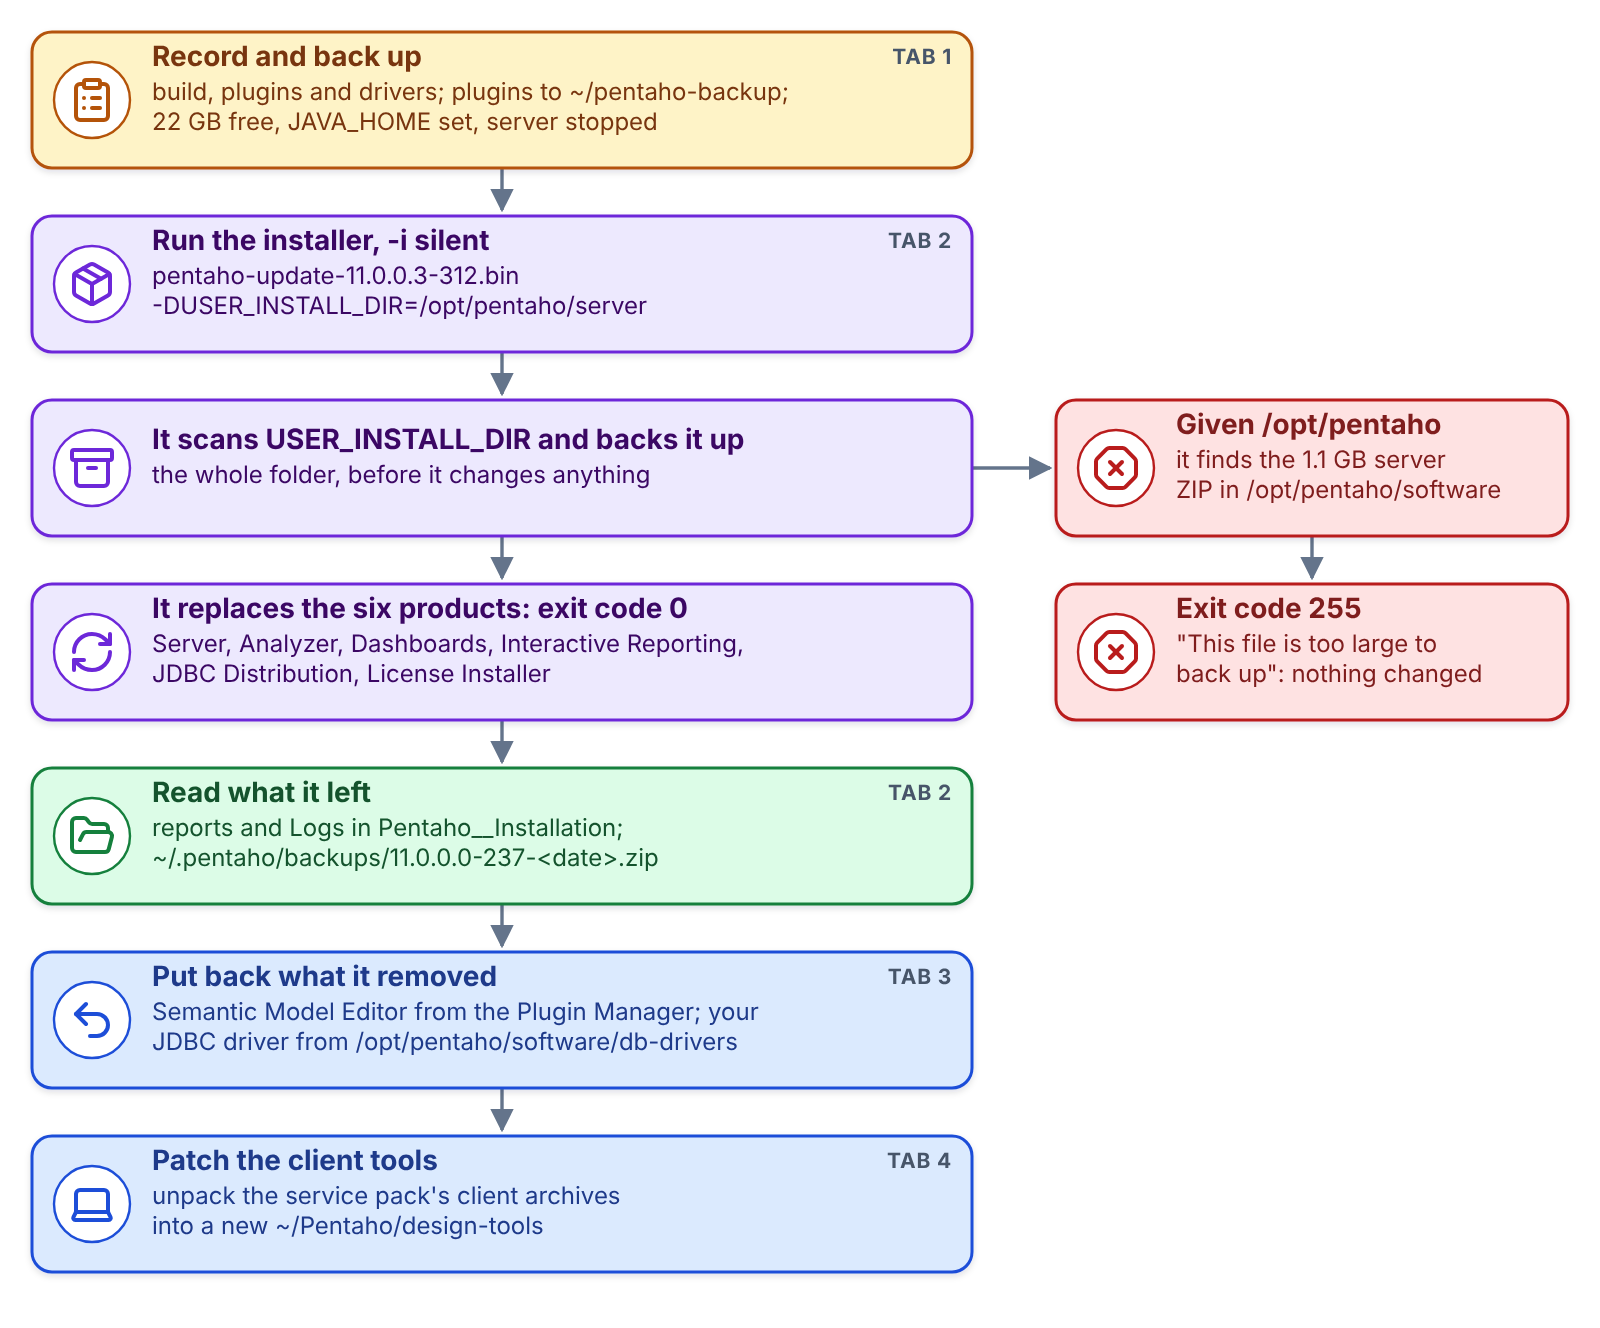 Record and back up
TAB 1
build, plugins and drivers; plugins to ~/pentaho-backup;
22 GB free, JAVA_HOME set, server stopped
Run the installer, -i silent
TAB 2
pentaho-update-11.0.0.3-312.bin
-DUSER_INSTALL_DIR=/opt/pentaho/server
It scans USER_INSTALL_DIR and backs it up
the whole folder, before it changes anything
Given /opt/pentaho
it finds the 1.1 GB server
ZIP in /opt/pentaho/software
It replaces the six products: exit code 0
Server, Analyzer, Dashboards, Interactive Reporting,
JDBC Distribution, License Installer
Exit code 255
"This file is too large to
back up": nothing changed
Read what it left
TAB 2
reports and Logs in Pentaho__Installation;
~/.pentaho/backups/11.0.0.0-237-<date>.zip
Put back what it removed
TAB 3
Semantic Model Editor from the Plugin Manager; your
JDBC driver from /opt/pentaho/software/db-drivers
Patch the client tools
TAB 4
unpack the service pack's client archives
into a new ~/Pentaho/design-tools